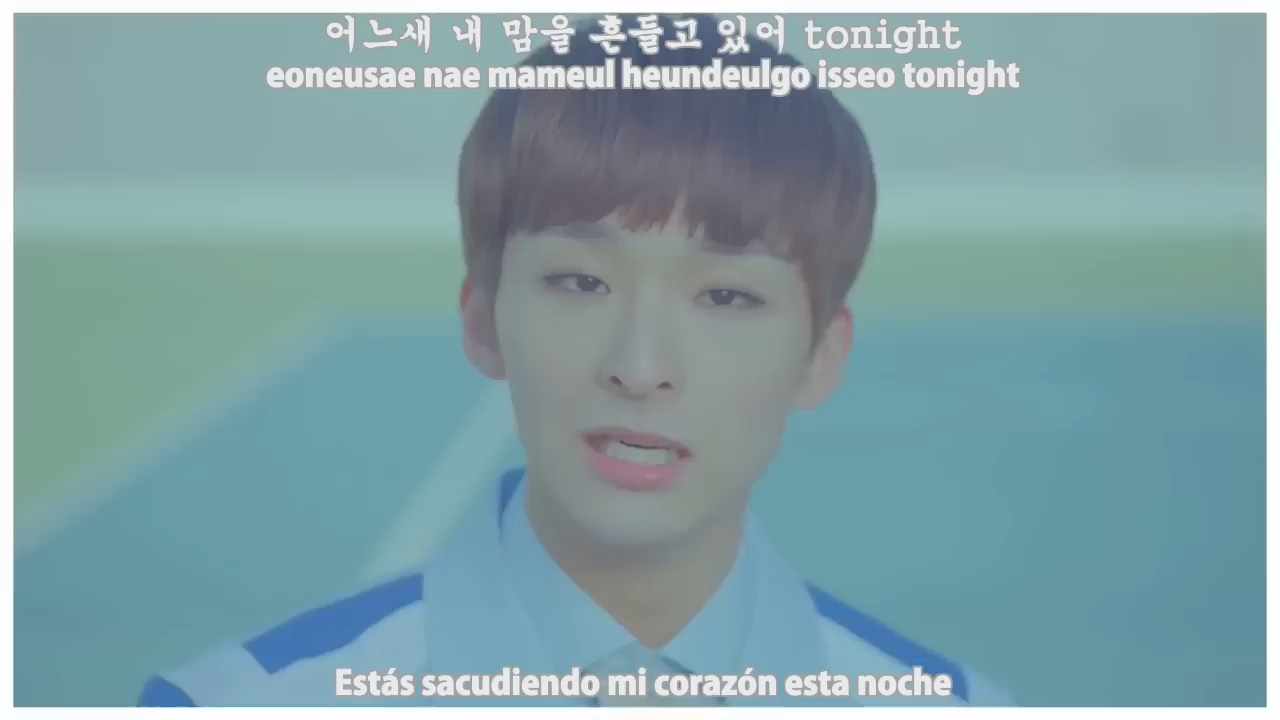 어느새 내 맘을 흔들고 있어 tonight
eoneusae nae mameul heundeulgo isseo tonight
Estás sacudiendo mi corazón esta noche